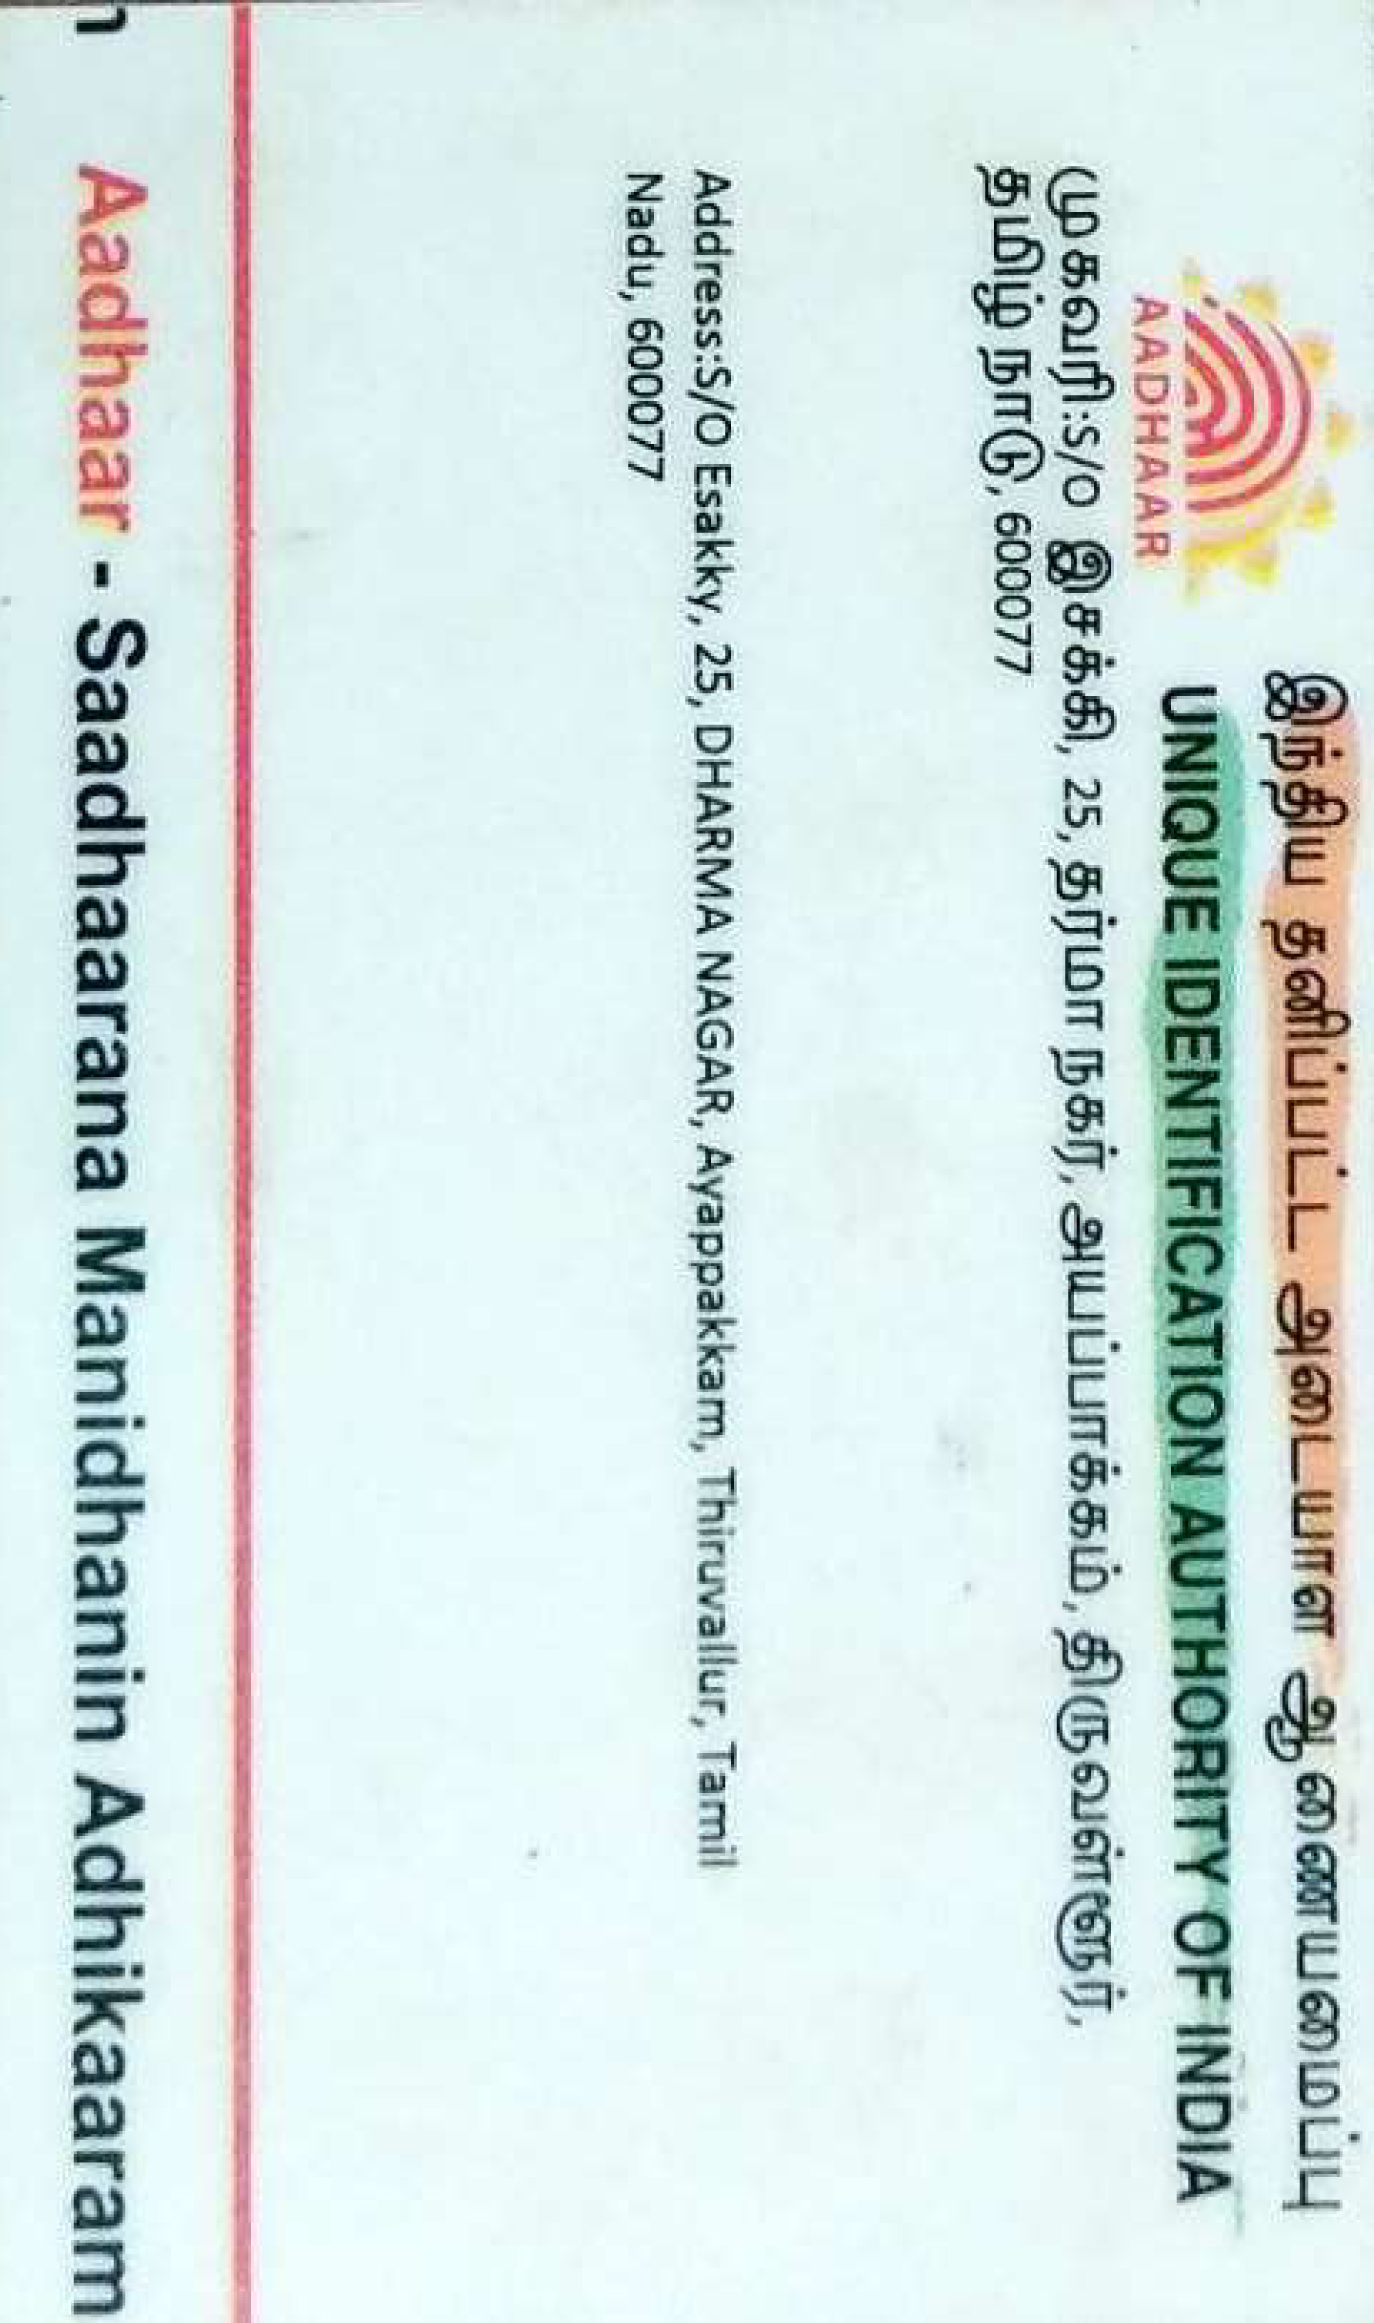 இந்திய தனிப்பட்ட அடையாள ஆணையமைப்பு
UNIQUE IDENTIFICATION AUTHORITY OF INDIA
AADHAAR
முகவரி:S/O இசக்கி, 25, தர்மா நகர், அயப்பாக்கம், திருவள்ளூர்,
தமிழ் நாடு, 600077
Address:S/O Esakky, 25, DHARMA NAGAR, Ayappakkam, Thiruvallur, Tamil
Nadu, 600077
Aadhaar - Saadhaarana Manidhanin Adhikaaram